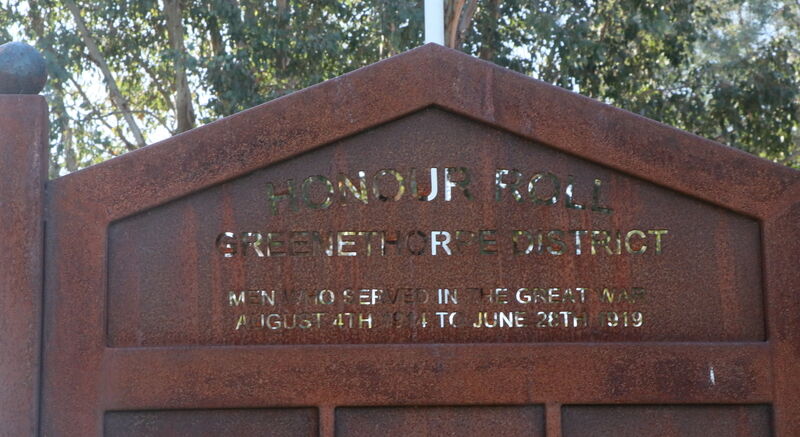 HONOUR ROLL
GREENETHORPE DISTRICT
MEN WHO SERVED IN THE GREAT WAR
AUGUST 4TH 1914 TO JUNE 28TH 1919